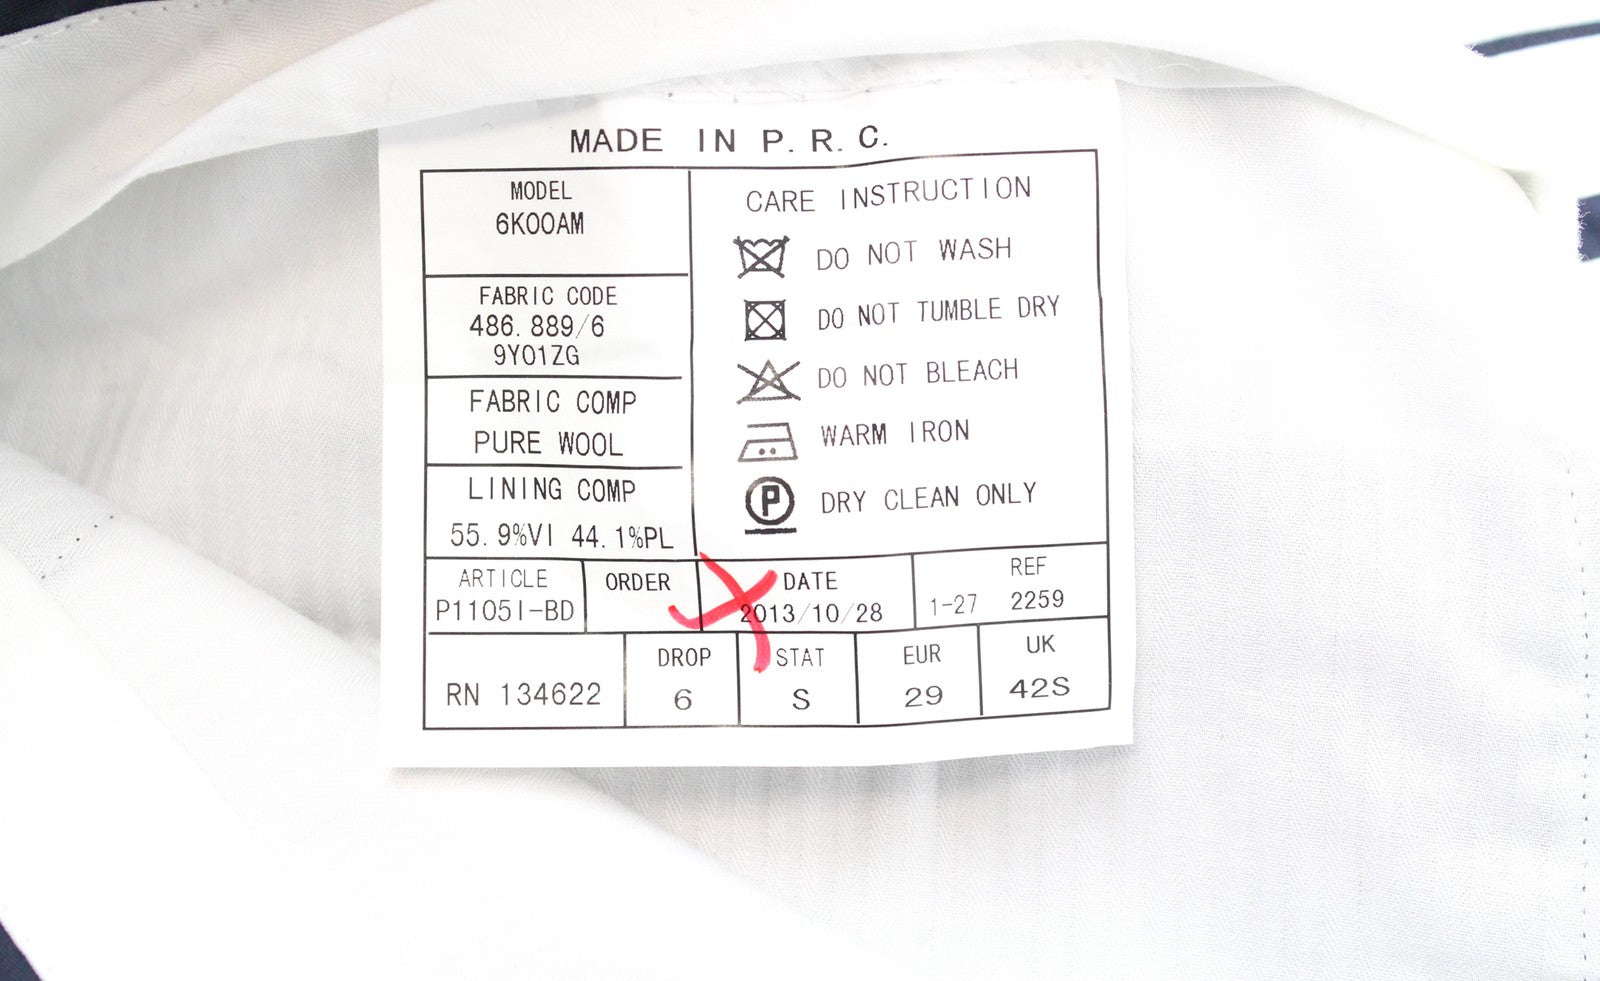 MADE IN P. R. C.
MODEL
6K00AM
FABRIC CODE
486. 889/6
9Y01ZG
FABRIC COMP
PURE WOOL
LINING COMP
55. 9%VI 44. 1%PL
CARE INSTRUCTION
DO NOT WASH
DO NOT TUMBLE DRY
DO NOT BLEACH
WARM IRON
P DRY CLEAN ONLY
ARTICLE
P1105I-BD
ORDER
DATE
2013/10/28
REF
1-27 2259
RN 134622
DROP
6
STAT
S
EUR
29
UK
42S